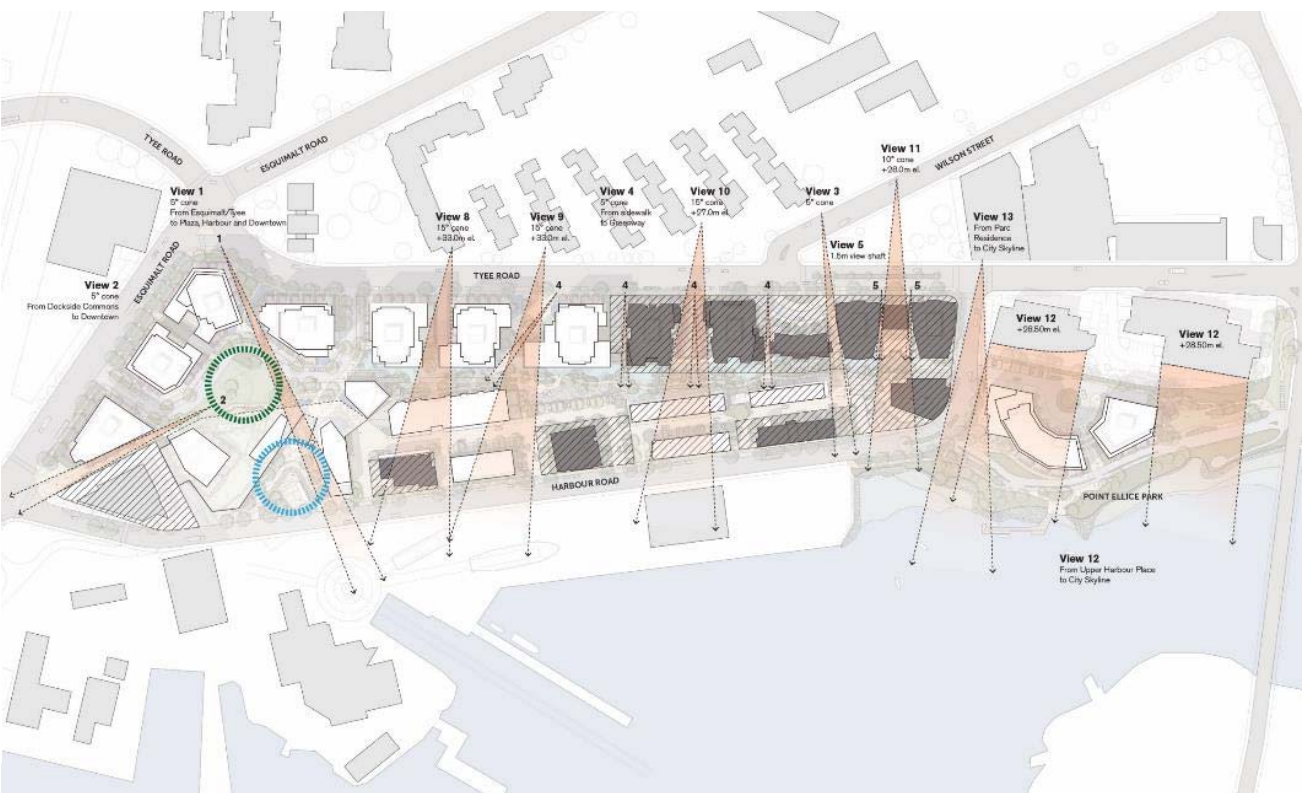 TYEE ROAD
ESQUIMALT ROAD
View 1
5° cone
From Esquimalt/Tyee
to Plaza, Harbour and Downtown
1
ESQUIMALT ROAD
View 2
5° cone
From Dockside Commons
to Downtown
2
View 8
15° cone
+33.0m el.
View 9
15° cone
+33.0m el.
View 4
5° cone
From sidewalk
to Greenway
View 10
15° cone
+27.0m el.
View 3
5° cone
View 11
10° cone
+28.0m el.
WILSON STREET
View 13
From Parc
Residence
to City Skyline
View 5
1.5m view shaft
TYEE ROAD
4
4
4
4
5
5
View 12
+28.50m el.
View 12
+28.50m el.
HARBOUR ROAD
POINT ELLICE PARK
View 12
From Upper Harbour Place
to City Skyline